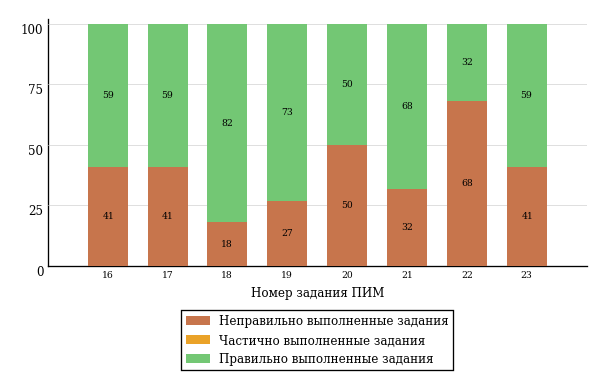 100
75
50
25
0
59 59 82 73 50 68 32 59
41 41 18 27 50 32 68 41
16 17 18 19 20 21 22 23
Номер задания ПИМ
Неправильно выполненные задания
Частично выполненные задания
Правильно выполненные задания